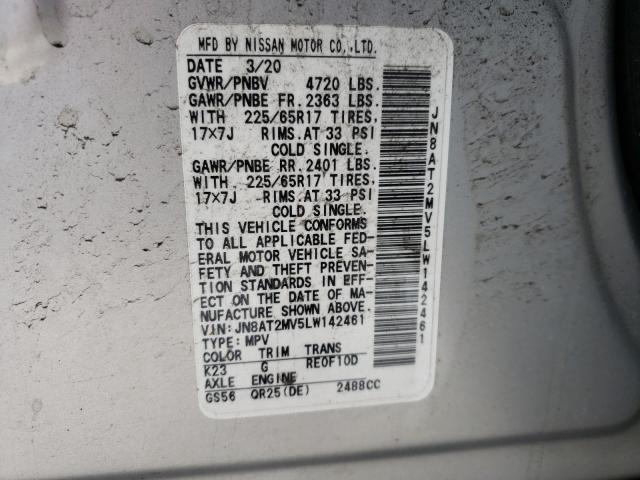 MFD BY NISSAN MOTOR CO.,LTD.
DATE 3/20
GVWR/PNBV 4720 LBS.
GAWR/PNBE FR. 2363 LBS.
WITH 225/65R17 TIRES,
17×7J RIMS.AT 33 PSI
COLD SINGLE.
GAWR/PNBE RR. 2401 LBS.
WITH 225/65R17 TIRES,
17×7J RIMS.AT 33 PSI
COLD SINGLE.
THIS VEHICLE CONFORMS
TO ALL APPLICABLE FED-
ERAL MOTOR VEHICLE SA-
FETY AND THEFT PREVEN-
TION STANDARDS IN EFF-
ECT ON THE DATE OF MA-
NUFACTURE SHOWN ABOVE.
VIN:JN8AT2MV5LW142461
TYPE:MPV
COLOR TRIM TRANS
K23 G RE0F10D
AXLE ENGINE
GS56 QR25(DE) 2488CC
JN8AT2MV5LW142461